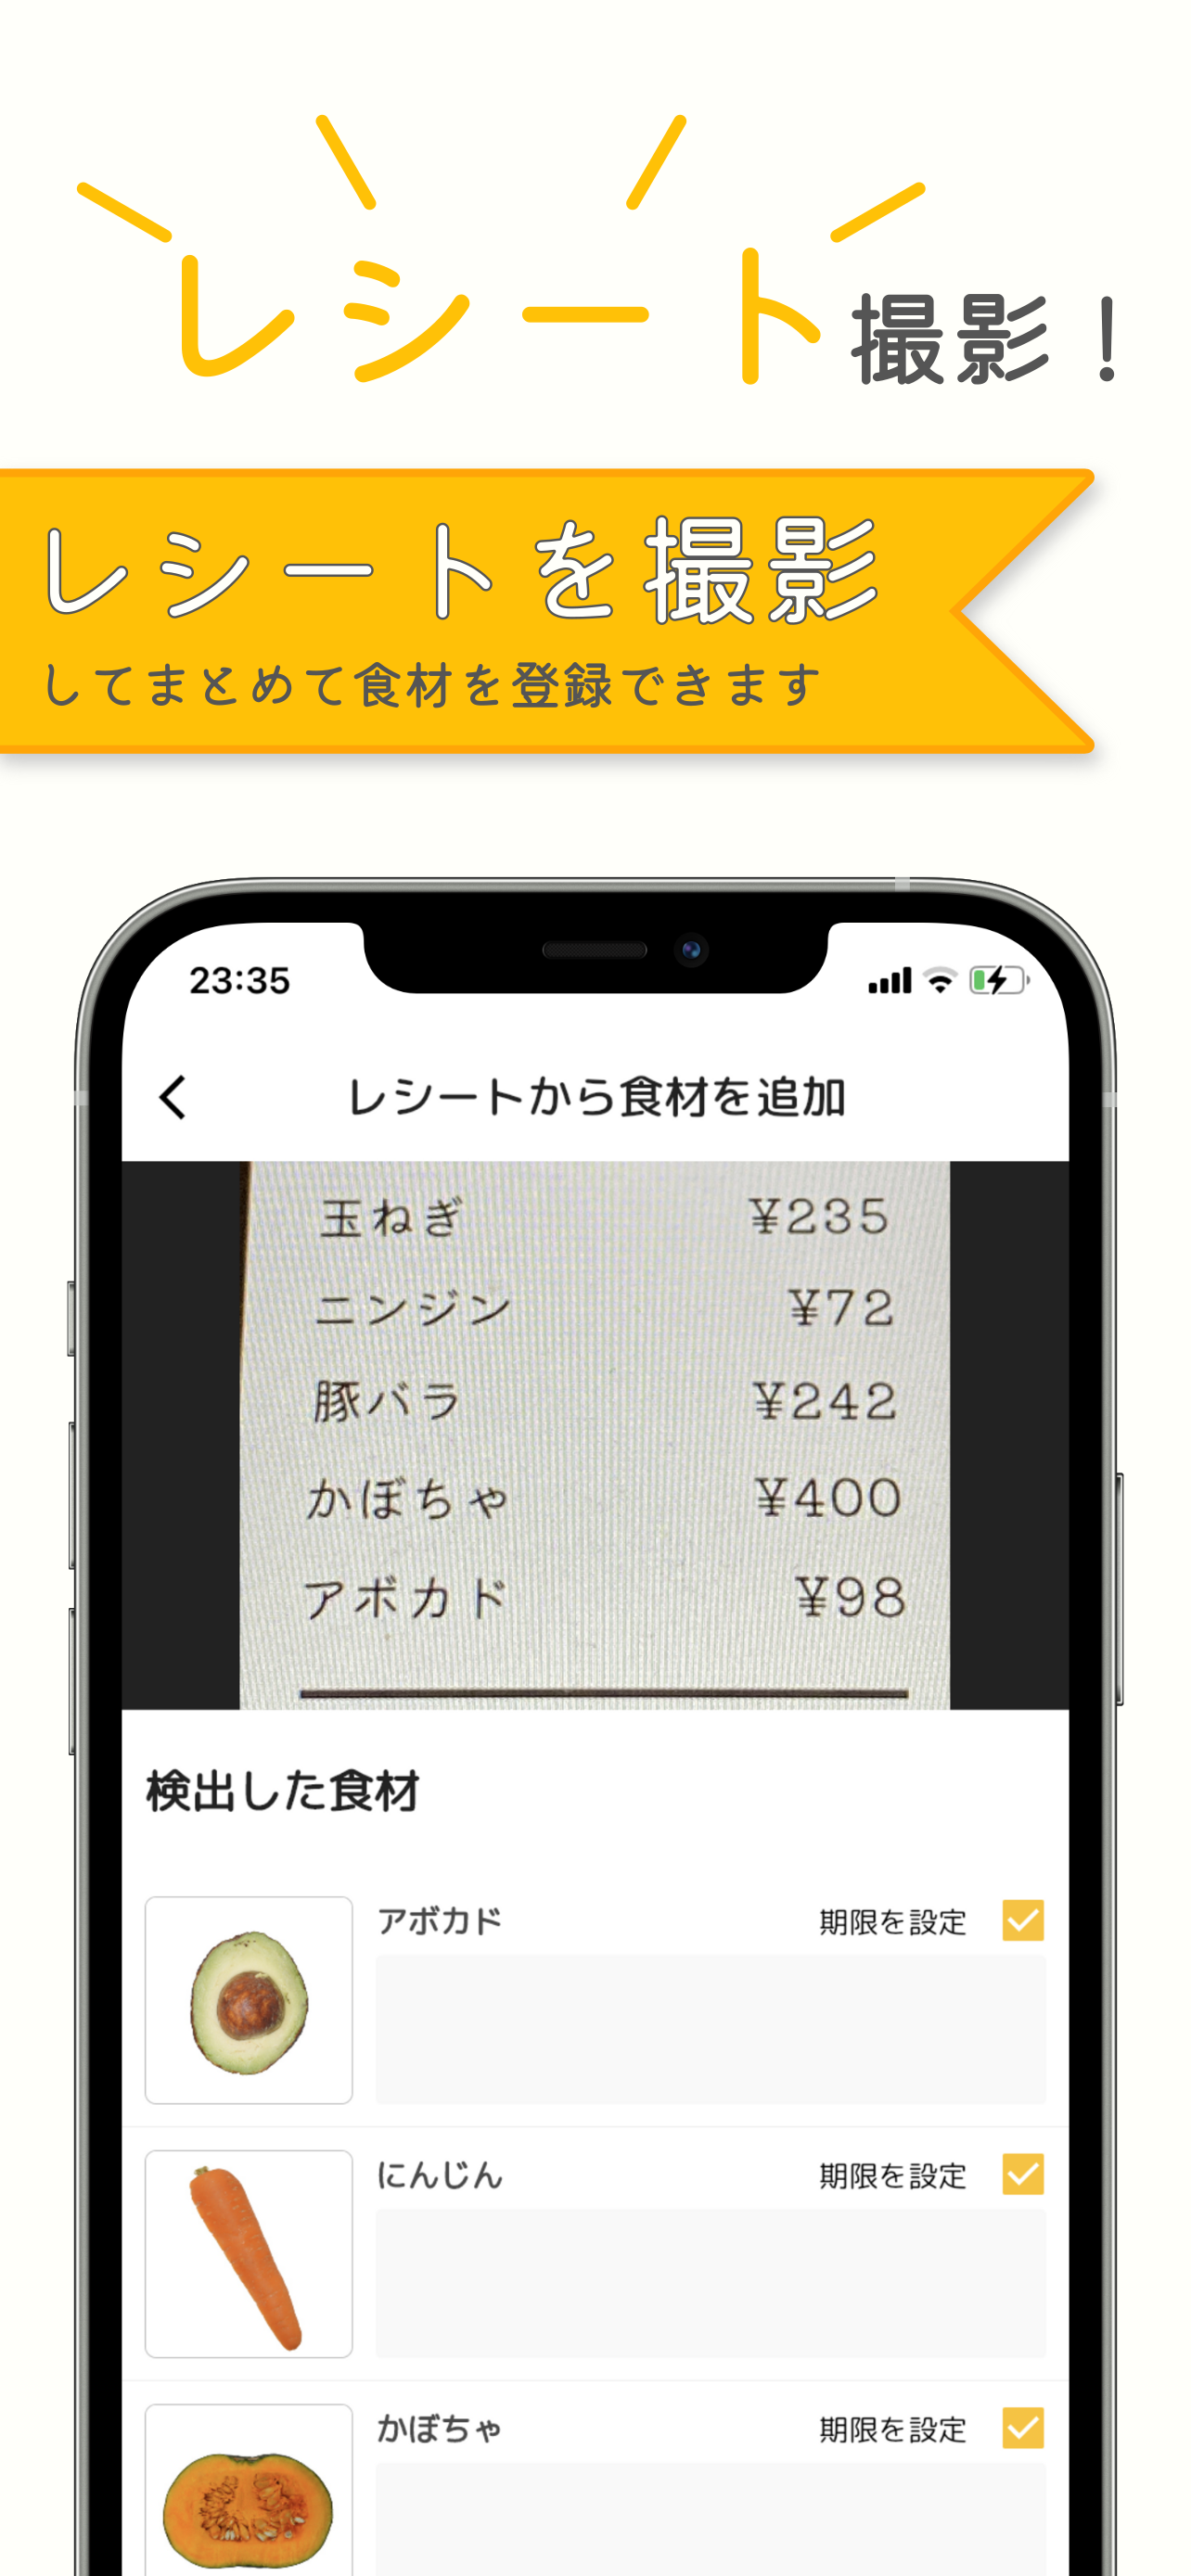 レシート撮影！
レシートを撮影
してまとめて食材を登録できます
23:35
レシートから食材を追加
玉ねぎ ¥235
ニンジン ¥72
豚バラ ¥242
かぼちゃ ¥400
アボカド ¥98
検出した食材
アボカド 期限を設定
にんじん 期限を設定
かぼちゃ 期限を設定